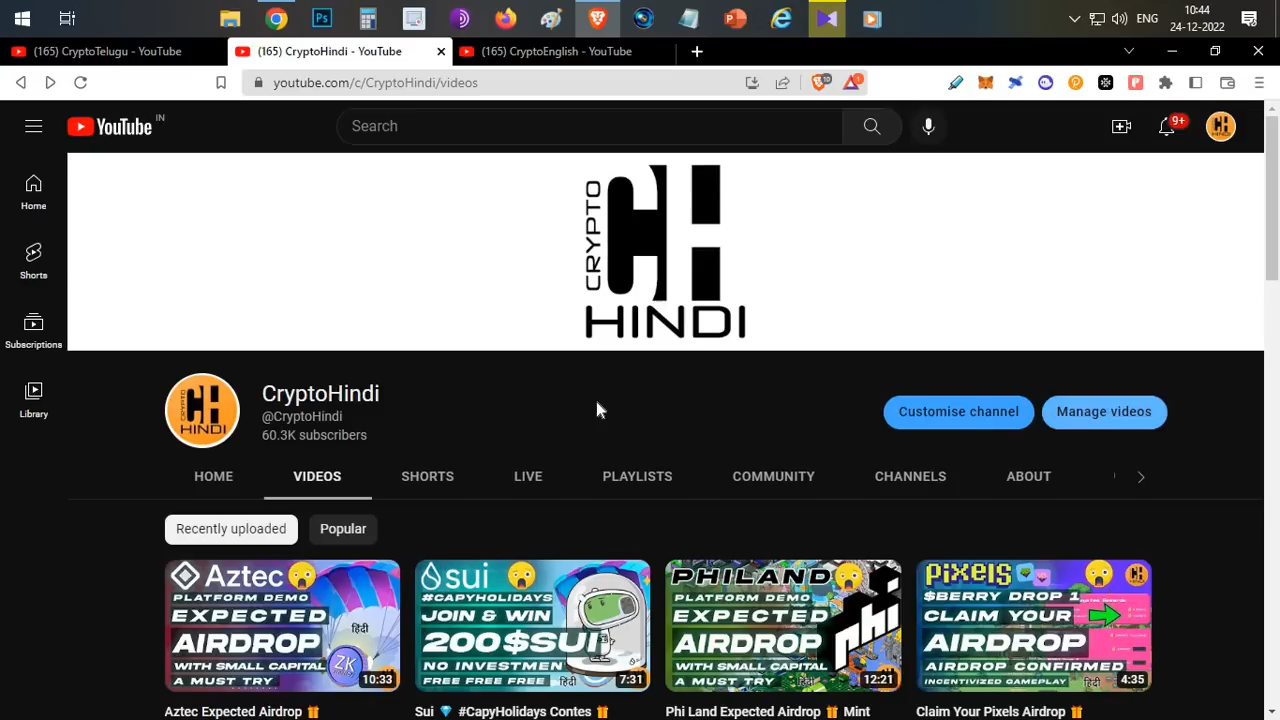 10:44
ENG
24-12-2022
(165) CryptoTelugu - YouTube
(165) CryptoHindi - YouTube
(165) CryptoEnglish - YouTube
youtube.com/c/CryptoHindi/videos
10
1
YouTube IN
Search
9+
CRYPTO
CH
HINDI
Home
Shorts
Subscriptions
Library
CryptoHindi
@CryptoHindi
60.3K subscribers
Customise channel
Manage videos
HOME
VIDEOS
SHORTS
LIVE
PLAYLISTS
COMMUNITY
CHANNELS
ABOUT
Recently uploaded
Popular
Aztec
PLATFORM DEMO
EXPECTED
हिंदी
AIRDROP
WITH SMALL CAPITAL
ZK
A MUST TRY
10:33
Sui
#CAPYHOLIDAYS
JOIN & WIN
200$SUI
NO INVESTMEN
FREE FREE FREE
हिंदी
7:31
PHILAND
PLATFORM DEMO
EXPECTED
AIRDROP
phi
WITH SMALL CAPITAL
A MUST TRY
12:21
PIXELS
$BERRY DROP 1
CLAIM YOUR
AIRDROP
AIRDROP CONFIRMED
INCENTIVIZED GAMEPLAY
हिंदी
4:35
Aztec Expected Airdrop
Sui 💎 #CapyHolidays Contes
Phi Land Expected Airdrop 🎁 Mint
Claim Your Pixels Airdrop